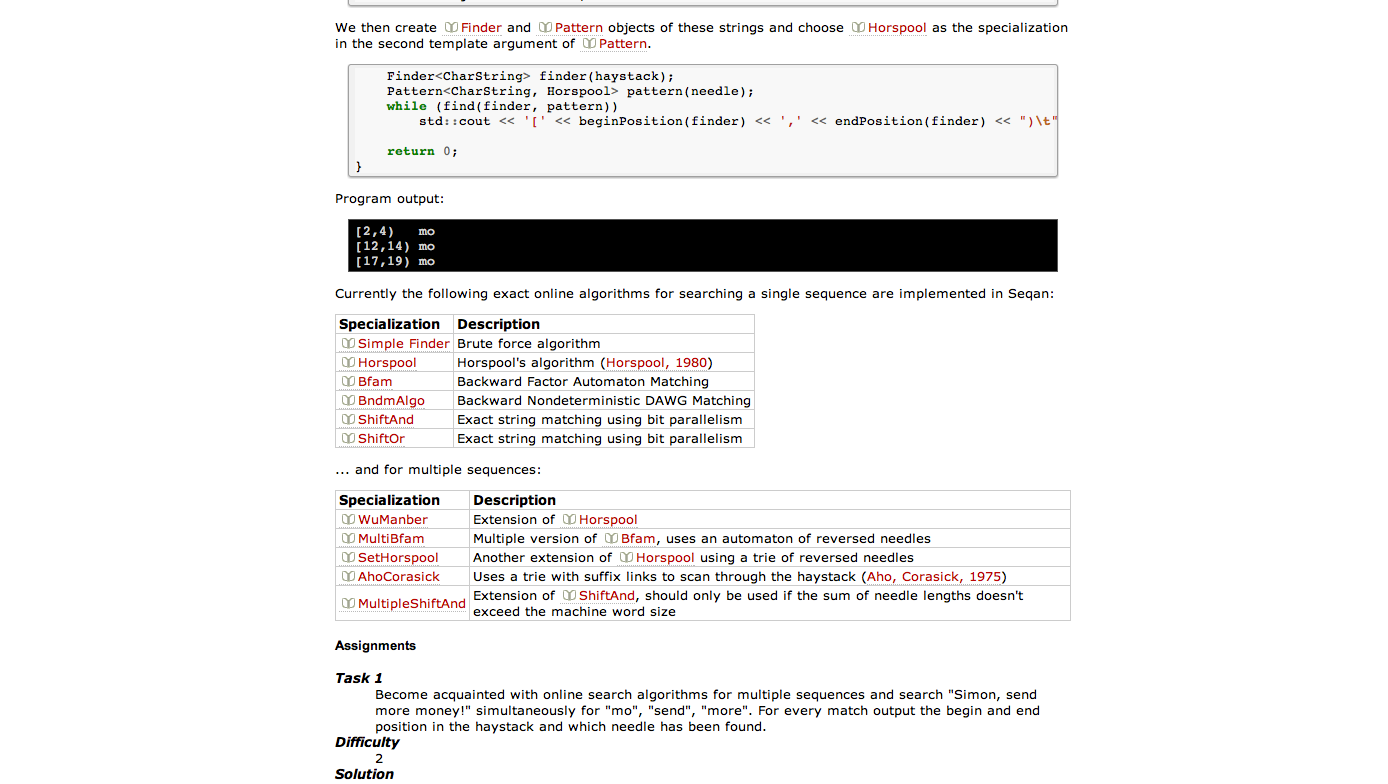 We then create Finder and Pattern objects of these strings and choose Horspool as the specialization
in the second template argument of Pattern.
Finder<CharString> finder(haystack);
Pattern<CharString, Horspool> pattern(needle);
while (find(finder, pattern))
std::cout << '[' << beginPosition(finder) << ',' << endPosition(finder) << ")\t"
return 0;
}
Program output:
[2,4) mo
[12,14) mo
[17,19) mo
Currently the following exact online algorithms for searching a single sequence are implemented in Seqan:
Specialization Description
Simple Finder Brute force algorithm
Horspool Horspool's algorithm (Horspool, 1980)
Bfam Backward Factor Automaton Matching
BndmAlgo Backward Nondeterministic DAWG Matching
ShiftAnd Exact string matching using bit parallelism
ShiftOr Exact string matching using bit parallelism
... and for multiple sequences:
Specialization Description
WuManber Extension of Horspool
MultiBfam Multiple version of Bfam, uses an automaton of reversed needles
SetHorspool Another extension of Horspool using a trie of reversed needles
AhoCorasick Uses a trie with suffix links to scan through the haystack (Aho, Corasick, 1975)
MultipleShiftAnd Extension of ShiftAnd, should only be used if the sum of needle lengths doesn't
exceed the machine word size
Assignments
Task 1
Become acquainted with online search algorithms for multiple sequences and search "Simon, send
more money!" simultaneously for "mo", "send", "more". For every match output the begin and end
position in the haystack and which needle has been found.
Difficulty
2
Solution